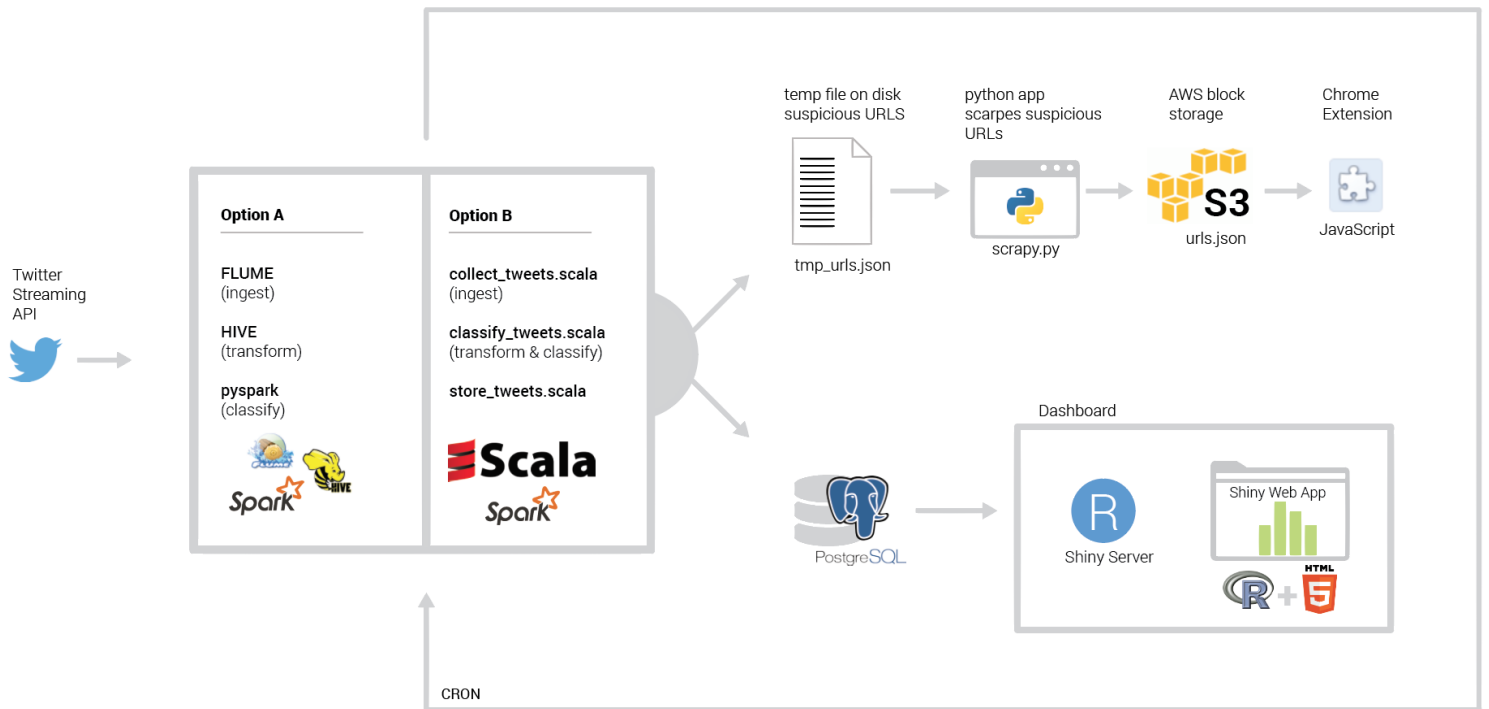 Twitter
Streaming
API
Option A
FLUME
(ingest)
HIVE
(transform)
pyspark
(classify)
FLUME
HIVE
Spark
Option B
collect_tweets.scala
(ingest)
classify_tweets.scala
(transform & classify)
store_tweets.scala
Scala
Spark
temp file on disk
suspicious URLS
tmp_urls.json
python app
scarpes suspicious
URLs
scrapy.py
AWS block
storage
S3
urls.json
Chrome
Extension
JavaScript
PostgreSQL
Dashboard
R
Shiny Server
Shiny Web App
R + HTML
5
CRON